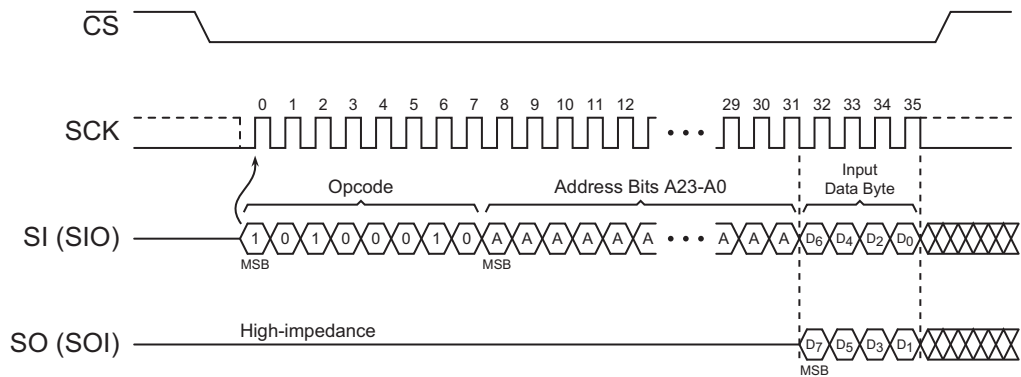 CS
0 1 2 3 4 5 6 7 8 9 10 11 12 29 30 31 32 33 34 35
SCK
Opcode Address Bits A23-A0 Input
Data Byte
SI (SIO) 1 0 1 0 0 0 1 0 A A A A A A A A A D6 D4 D2 D0
MSB MSB
High-impedance
SO (SOI) D7 D5 D3 D1
MSB